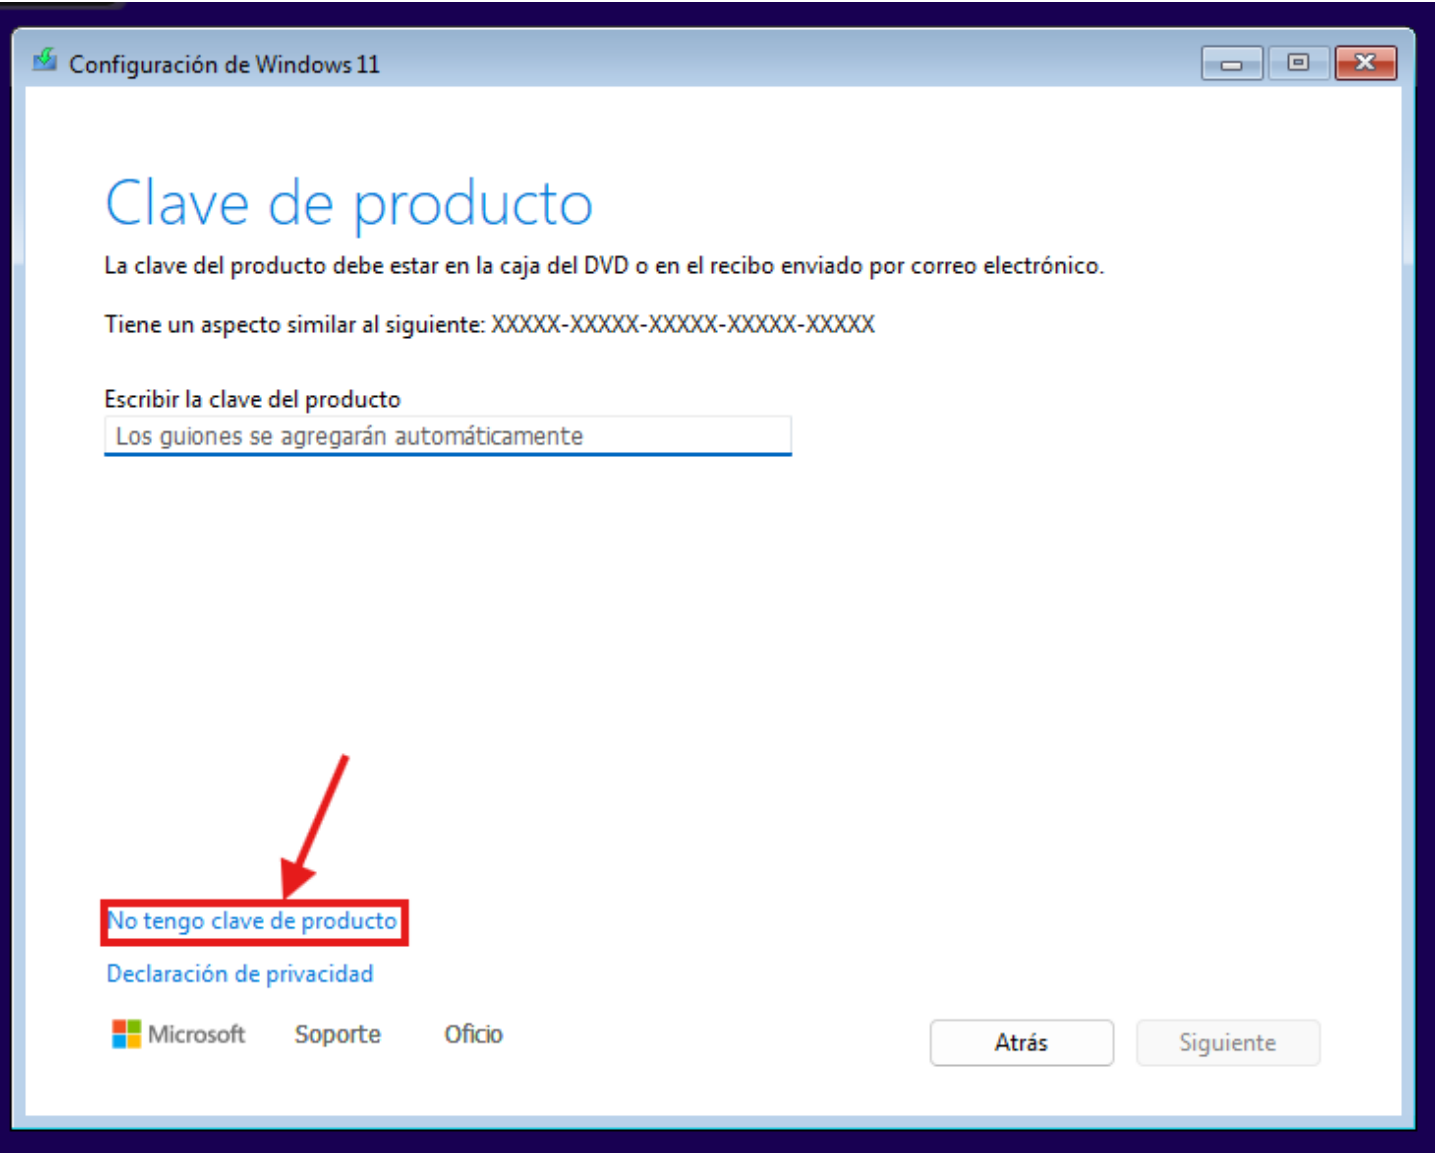 Configuración de Windows 11
Clave de producto
La clave del producto debe estar en la caja del DVD o en el recibo enviado por correo electrónico.
Tiene un aspecto similar al siguiente: XXXXX-XXXXX-XXXXX-XXXXX-XXXXX
Escribir la clave del producto
Los guiones se agregarán automáticamente
No tengo clave de producto
Declaración de privacidad
Microsoft Soporte Oficio Atrás Siguiente